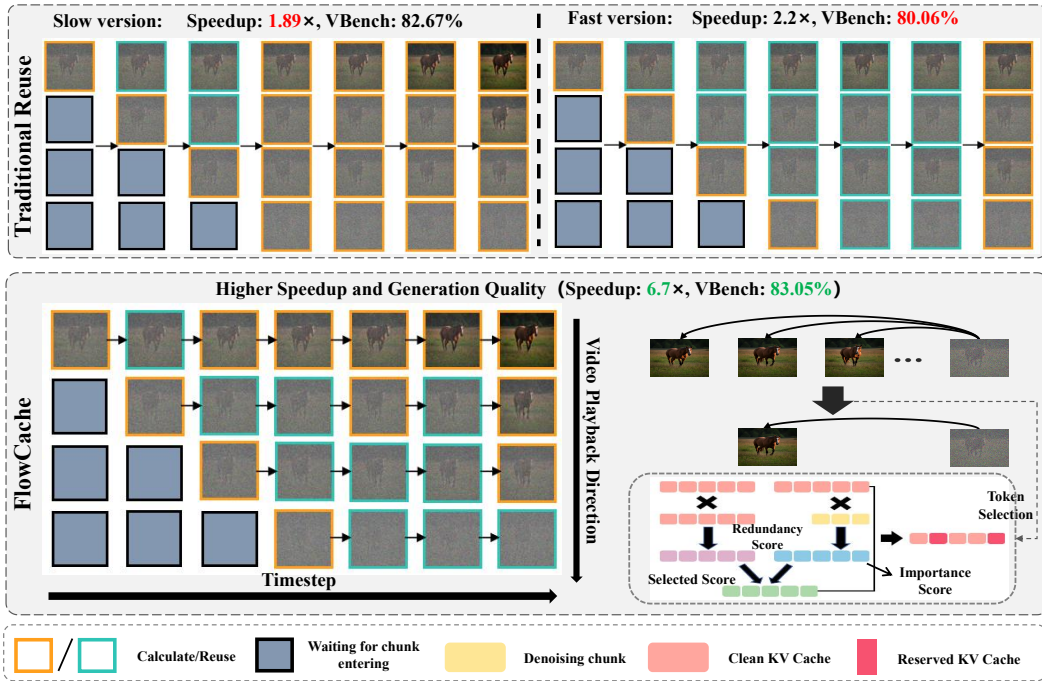 Slow version: Speedup: 1.89×, VBench: 82.67%
Fast version: Speedup: 2.2×, VBench: 80.06%
Traditional Reuse
Higher Speedup and Generation Quality (Speedup: 6.7×, VBench: 83.05%)
FlowCache
Video Playback Direction
Timestep
Redundancy
Score
Selected Score
Importance
Score
Token
Selection
Calculate/Reuse
Waiting for chunk
entering
Denoising chunk
Clean KV Cache
Reserved KV Cache